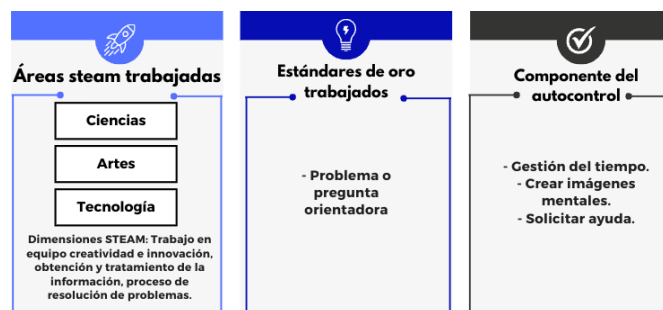 Áreas steam trabajadas
Ciencias
Artes
Tecnología
Dimensiones STEAM: Trabajo en
equipo creatividad e innovación,
obtención y tratamiento de la
información, proceso de
resolución de problemas.
Estándares de oro
trabajados
- Problema o
pregunta
orientadora
Componente del
autocontrol
- Gestión del tiempo.
- Crear imágenes
mentales.
- Solicitar ayuda.